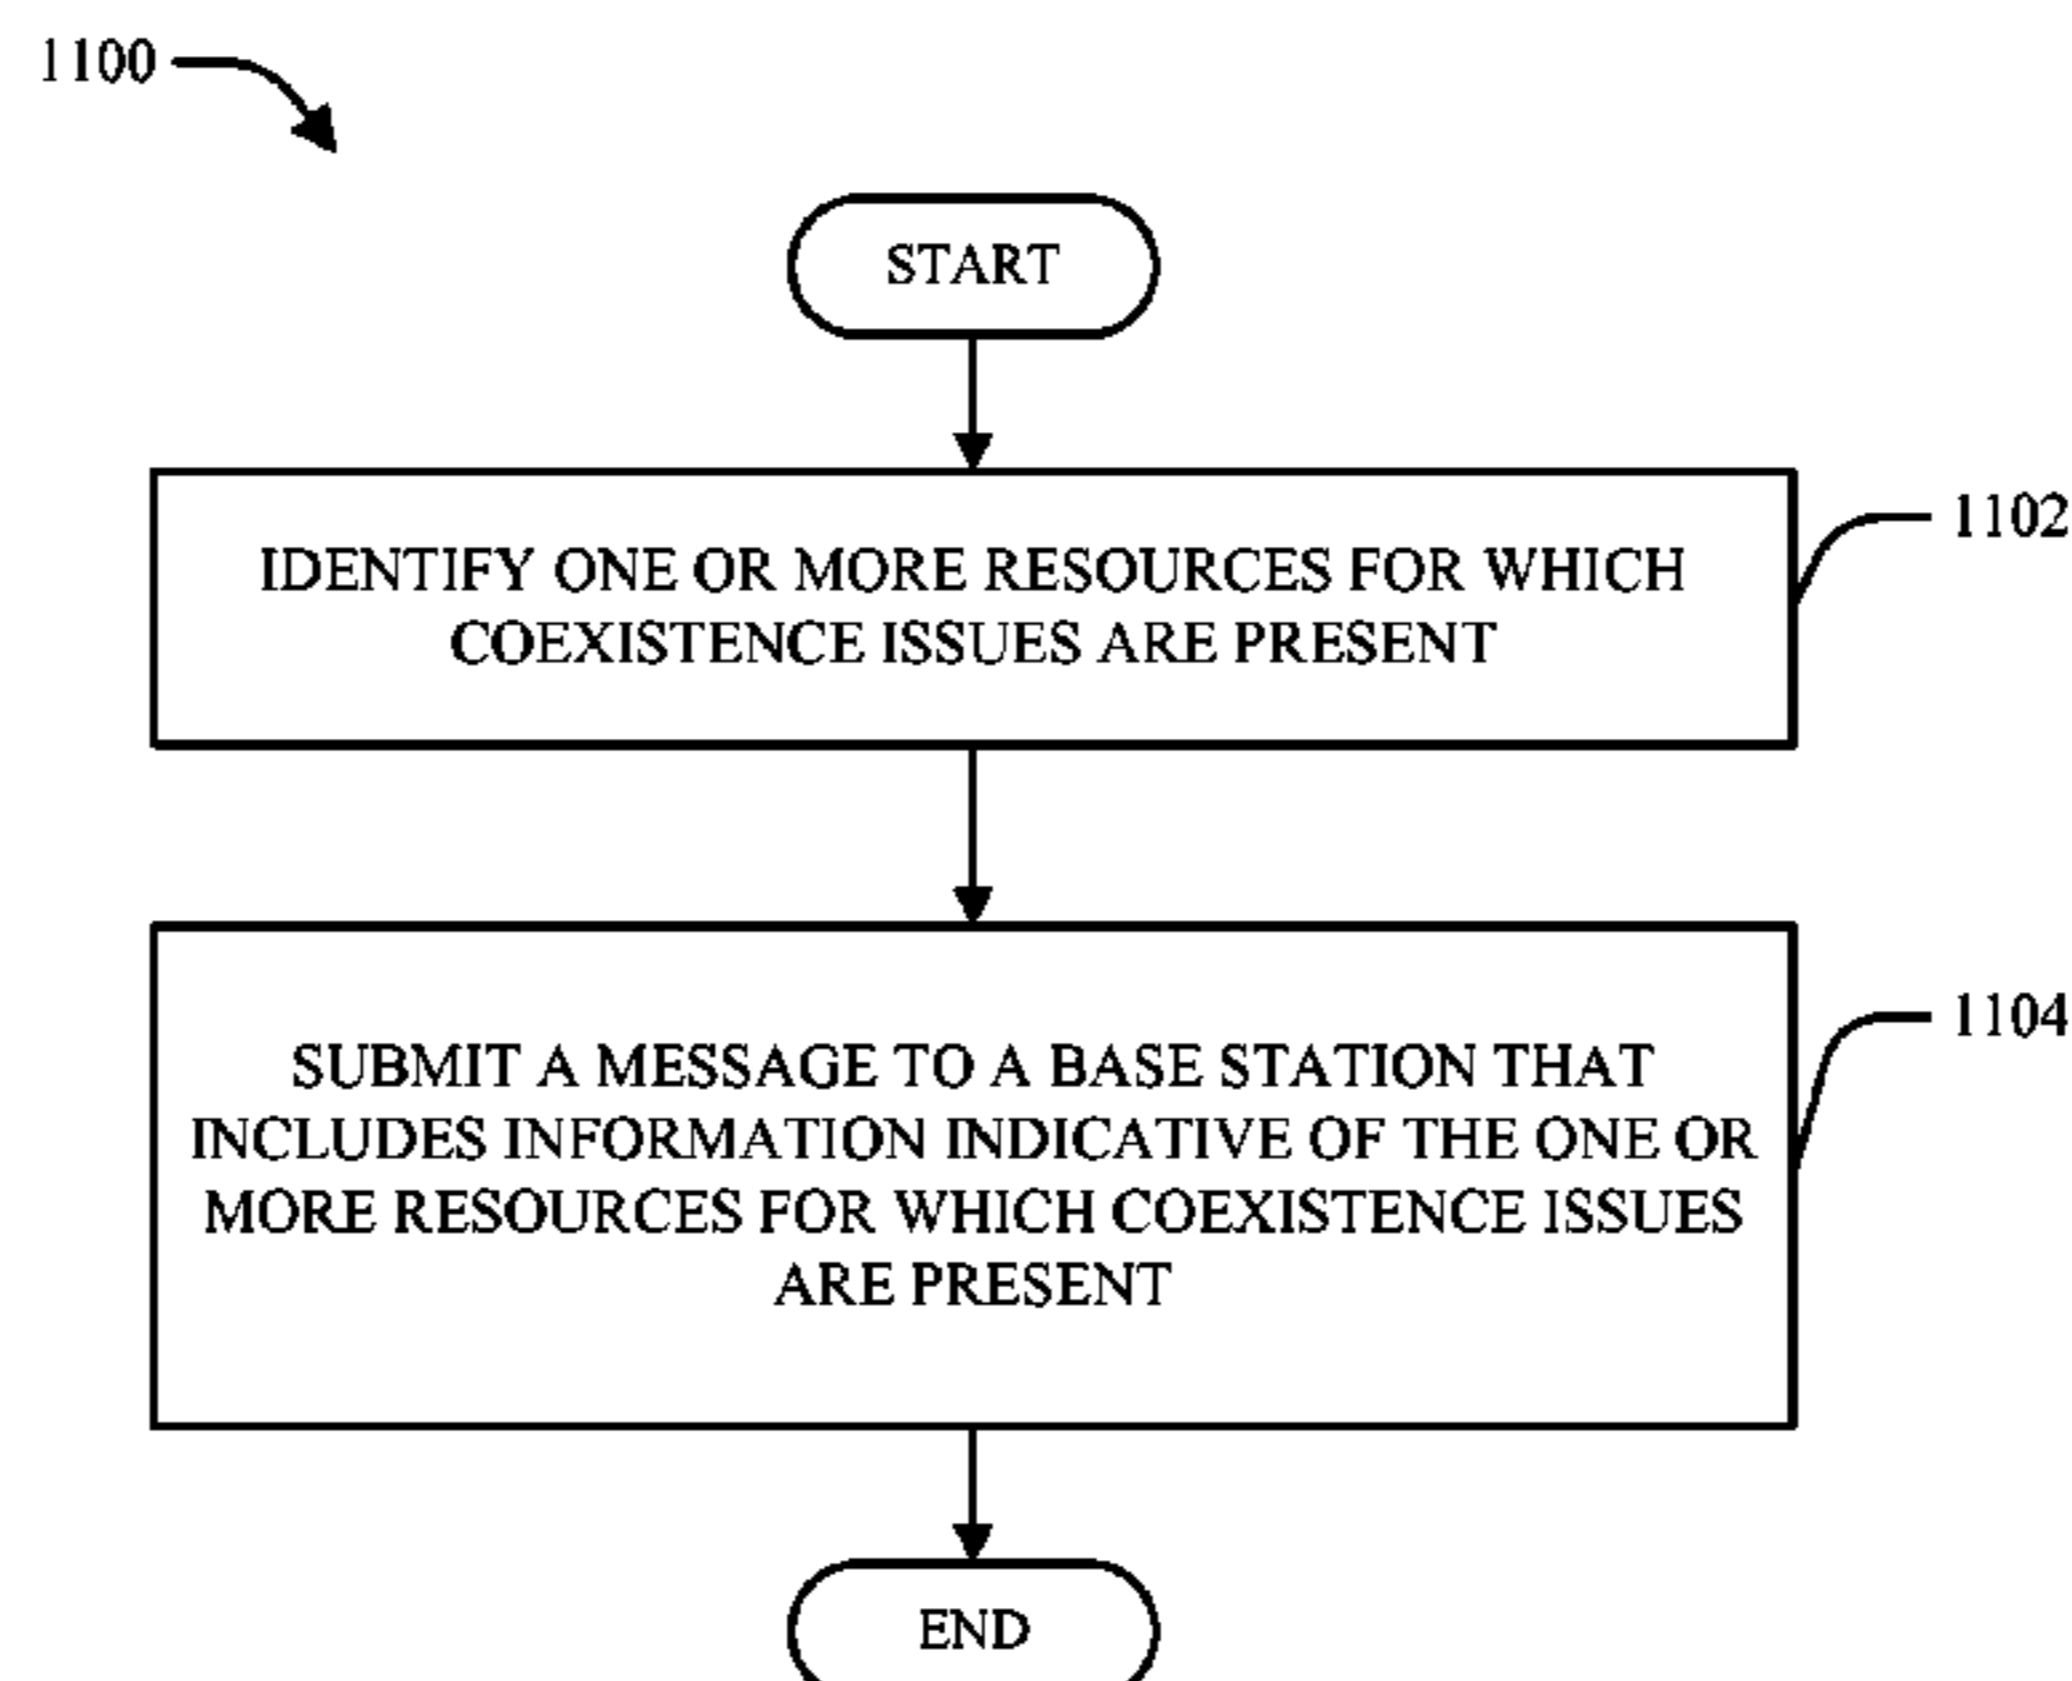 1100
START
IDENTIFY ONE OR MORE RESOURCES FOR WHICH
COEXISTENCE ISSUES ARE PRESENT
1102
SUBMIT A MESSAGE TO A BASE STATION THAT
INCLUDES INFORMATION INDICATIVE OF THE ONE OR
MORE RESOURCES FOR WHICH COEXISTENCE ISSUES
ARE PRESENT
1104
END